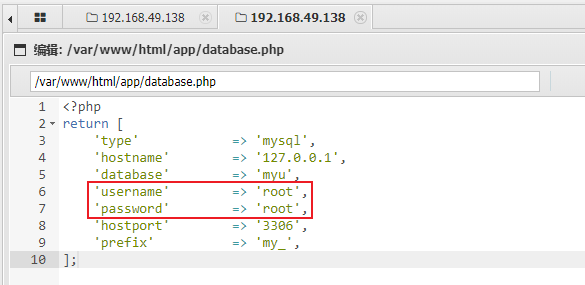 192.168.49.138
192.168.49.138
编辑: /var/www/html/app/database.php
/var/www/html/app/database.php
1 <?php
2 return [
3 'type' => 'mysql',
4 'hostname' => '127.0.0.1',
5 'database' => 'myu',
6 'username' => 'root',
7 'password' => 'root',
8 'hostport' => '3306',
9 'prefix' => 'my_',
10 ];